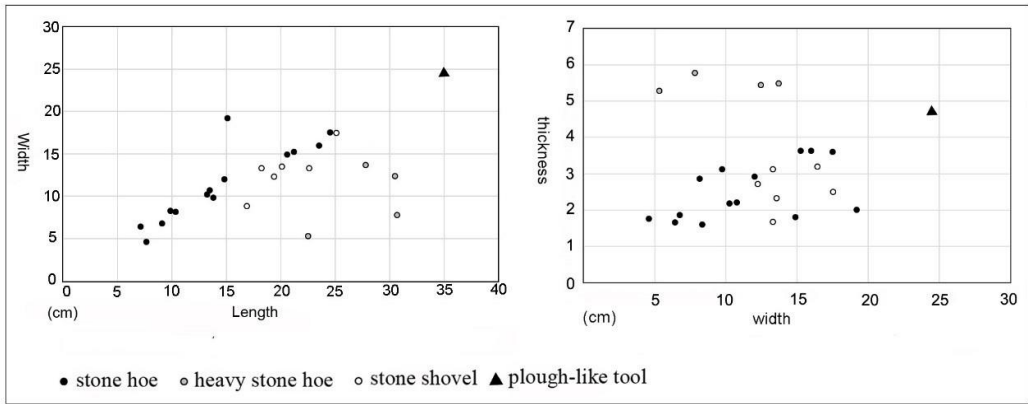 30
25
20
15
10
5
0
Width
0 5 10 15 20 25 30 35 40
(cm) Length
7
6
5
4
3
2
1
0
thickness
5 10 15 20 25 30
(cm) width
stone hoe heavy stone hoe stone shovel plough-like tool